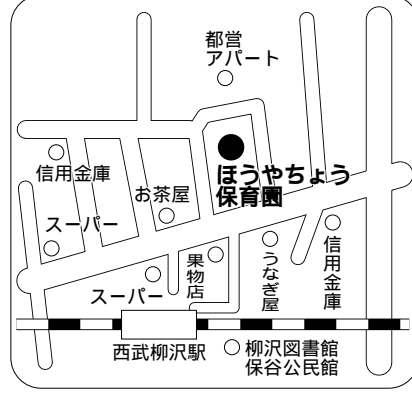 都営
アパート
信用金庫
ほうやちょう
保育園
お茶屋
スーパー
果物店
うなぎ屋
信用金庫
スーパー
西武柳沢駅
柳沢図書館
保谷公民館